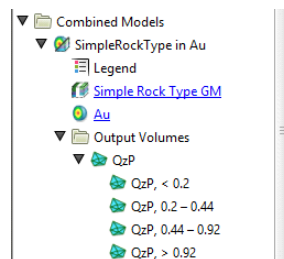 Combined Models
SimpleRockType in Au
Legend
Simple Rock Type GM
Au
Output Volumes
QzP
QzP, < 0.2
QzP, 0.2 – 0.44
QzP, 0.44 – 0.92
QzP, > 0.92